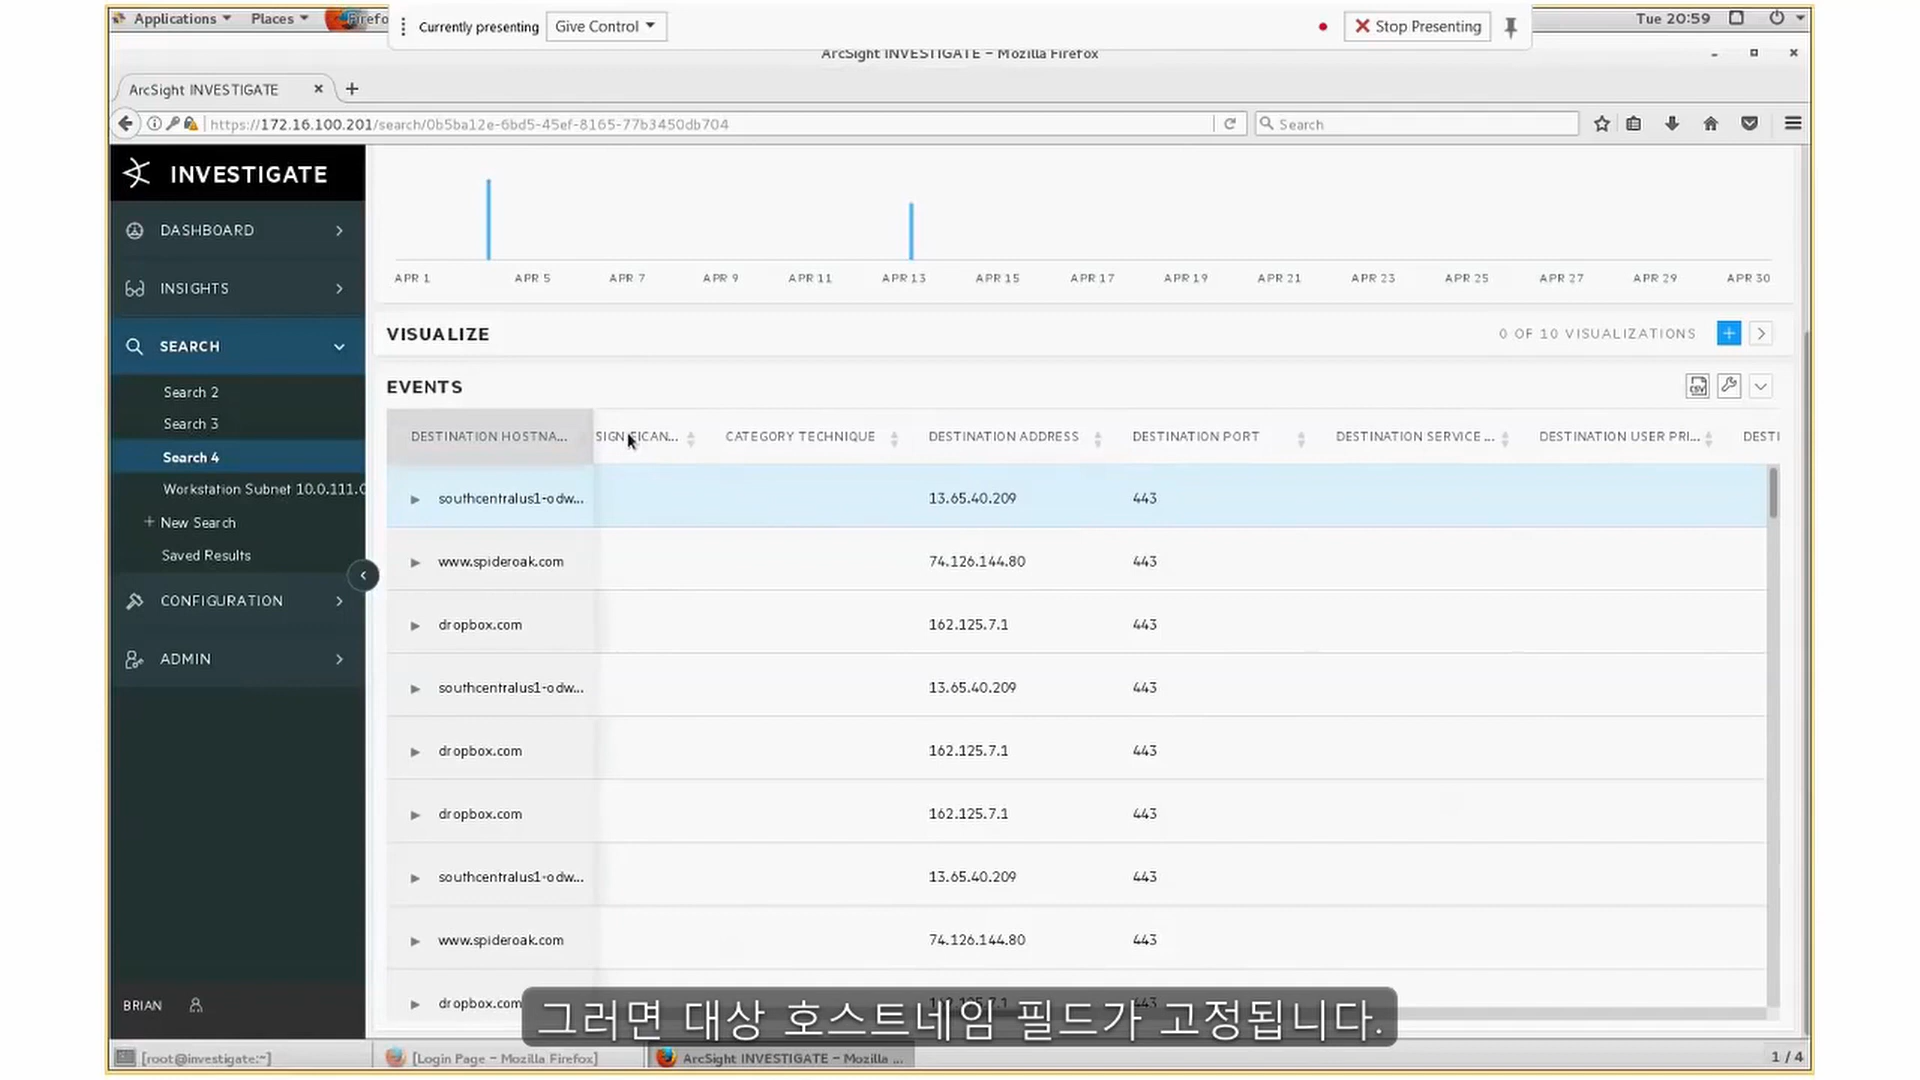 Applications
Places
Firefo
Currently presenting
Give Control
Stop Presenting
Tue 20:59
ArcSight INVESTIGATE – Mozilla Firefox
ArcSight INVESTIGATE
https://172.16.100.201/search/0b5ba12e-6bd5-45ef-8165-77b3450db704
Search
INVESTIGATE
DASHBOARD
INSIGHTS
SEARCH
Search 2
Search 3
Search 4
Workstation Subnet 10.0.111.0
+ New Search
Saved Results
CONFIGURATION
ADMIN
BRIAN
APR 1 APR 5 APR 7 APR 9 APR 11 APR 13 APR 15 APR 17 APR 19 APR 21 APR 23 APR 25 APR 27 APR 29 APR 30
VISUALIZE
0 OF 10 VISUALIZATIONS
EVENTS
CSV
DESTINATION HOSTNA... CATEGORY TECHNIQUE DESTINATION ADDRESS DESTINATION PORT DESTINATION SERVICE ... DESTINATION USER PRI... DESTI
southcentralus1-odw... 13.65.40.209 443
www.spideroak.com 74.126.144.80 443
dropbox.com 162.125.7.1 443
southcentralus1-odw... 13.65.40.209 443
dropbox.com 162.125.7.1 443
dropbox.com 162.125.7.1 443
southcentralus1-odw... 13.65.40.209 443
www.spideroak.com 74.126.144.80 443
dropbox.com 162.125.7.1 443
그러면 대상 호스트네임 필드가 고정됩니다.
[root@investigate:~]
[Login Page – Mozilla Firefox]
ArcSight INVESTIGATE – Mozilla ...
1 / 4